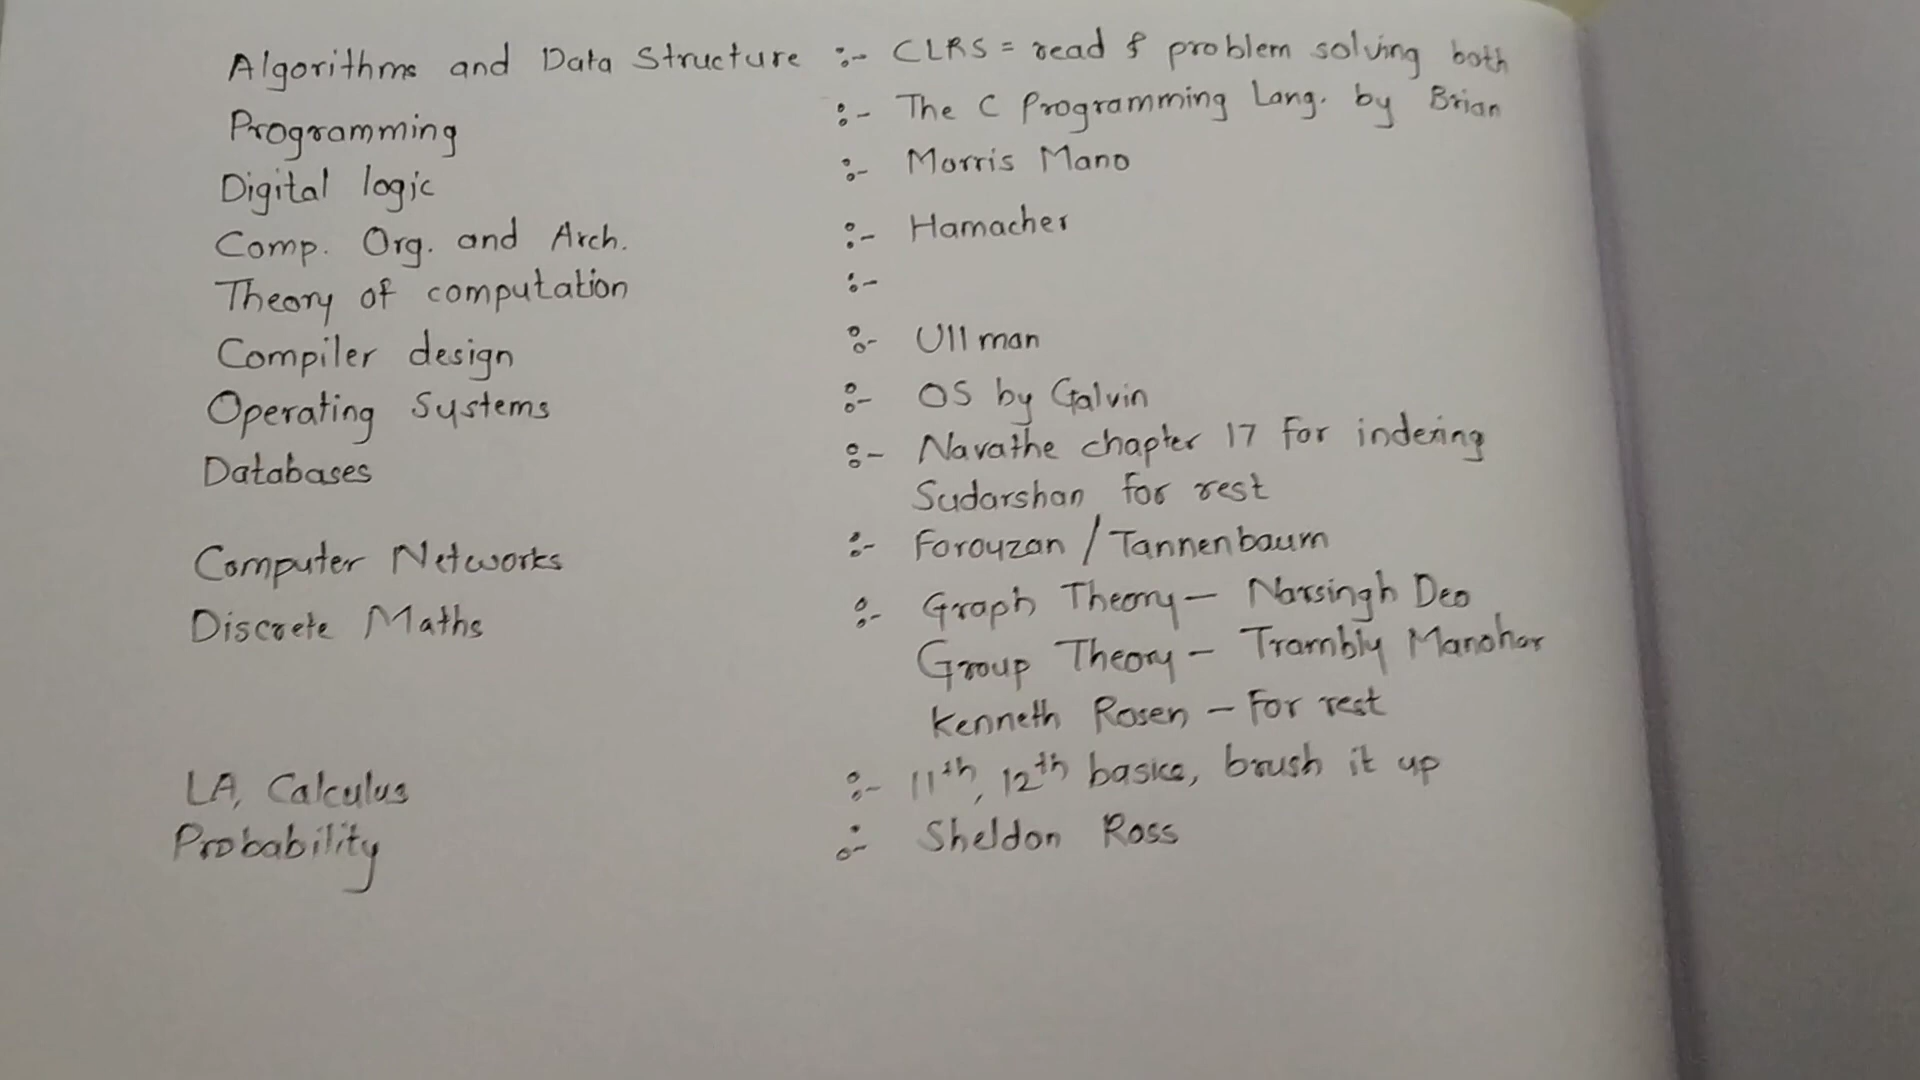 Algorithms and Data Structure :- CLRS = read & problem solving both
Programming :- The C Programming Lang. by Brian
Digital logic :- Morris Mano
Comp. Org. and Arch. :- Hamacher
Theory of computation :-
Compiler design :- Ullman
Operating Systems :- OS by Galvin
Databases :- Navathe chapter 17 for indexing
Sudarshan for rest
Computer Networks :- Forouzan / Tannenbaum
Discrete Maths :- Graph Theory - Narsingh Deo
Group Theory - Trambly Manohar
Kenneth Rosen - For rest
LA, Calculus :- 11th, 12th basics, brush it up
Probability :- Sheldon Ross